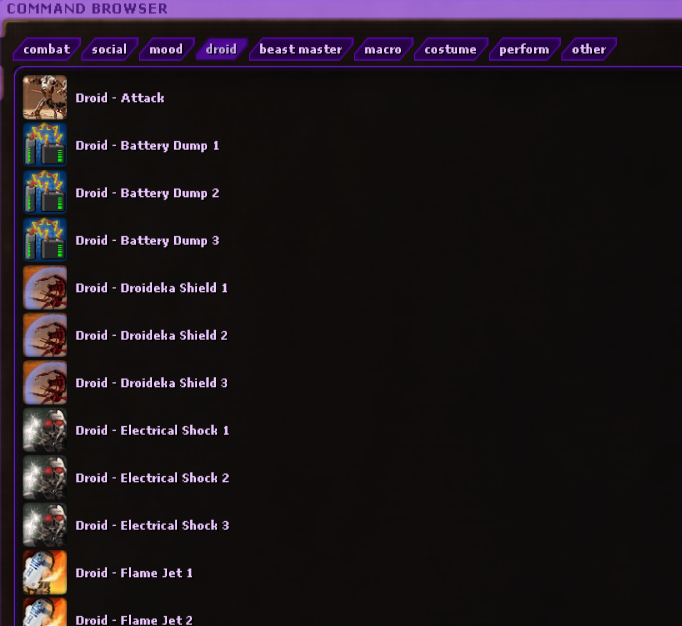 COMMAND BROWSER
combat social mood droid beast master macro costume perform other
Droid - Attack
Droid - Battery Dump 1
Droid - Battery Dump 2
Droid - Battery Dump 3
Droid - Droideka Shield 1
Droid - Droideka Shield 2
Droid - Droideka Shield 3
Droid - Electrical Shock 1
Droid - Electrical Shock 2
Droid - Electrical Shock 3
Droid - Flame Jet 1
Droid - Flame Jet 2